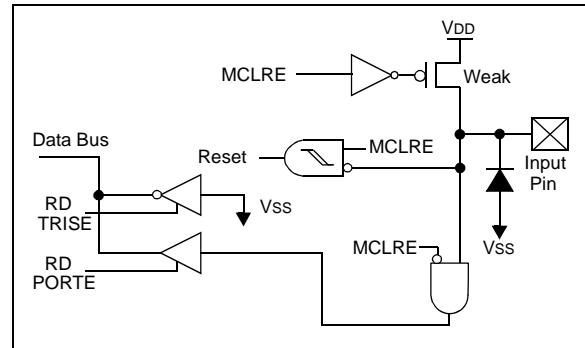 VDD
MCLRE
Weak
Data Bus
Reset
MCLRE
Input
Pin
VSS
RD
TRISE
VSS
MCLRE
RD
PORTE